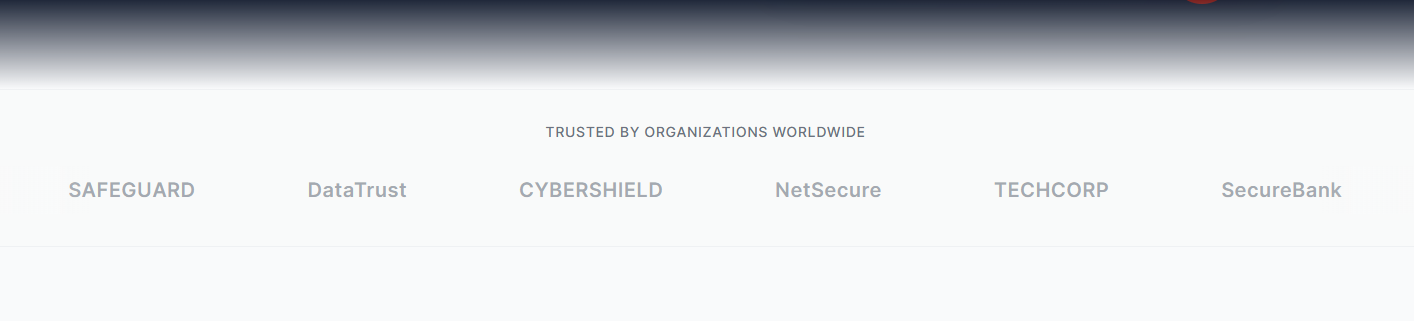 TRUSTED BY ORGANIZATIONS WORLDWIDE
SAFEGUARD DataTrust CYBERSHIELD NetSecure TECHCORP SecureBank